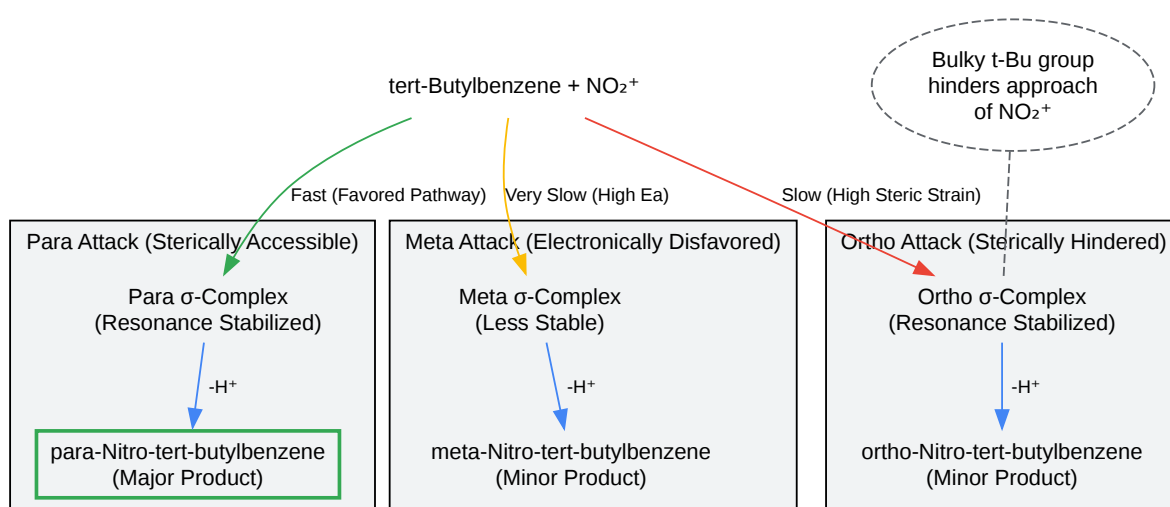 Bulky t-Bu group
hinders approach
of NO₂⁺
tert-Butylbenzene + NO₂⁺
Fast (Favored Pathway)
Very Slow (High Ea)
Slow (High Steric Strain)
Para Attack (Sterically Accessible)
Meta Attack (Electronically Disfavored)
Ortho Attack (Sterically Hindered)
Para σ-Complex
(Resonance Stabilized)
Meta σ-Complex
(Less Stable)
Ortho σ-Complex
(Resonance Stabilized)
-H⁺
-H⁺
-H⁺
para-Nitro-tert-butylbenzene
(Major Product)
meta-Nitro-tert-butylbenzene
(Minor Product)
ortho-Nitro-tert-butylbenzene
(Minor Product)